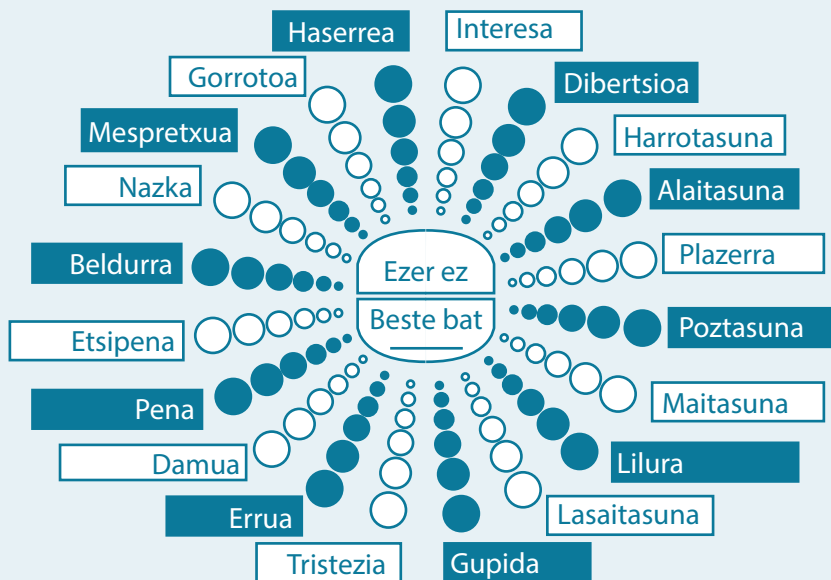 Haserrea
Interesa
Gorrotoa
Dibertsioa
Mespretxua
Harrotasuna
Nazka
Alaitasuna
Beldurra
Ezer ez
Plazerra
Etsipena
Beste bat
Poztasuna
Pena
Maitasuna
Damua
Lilura
Errua
Lasaitasuna
Tristezia
Gupida